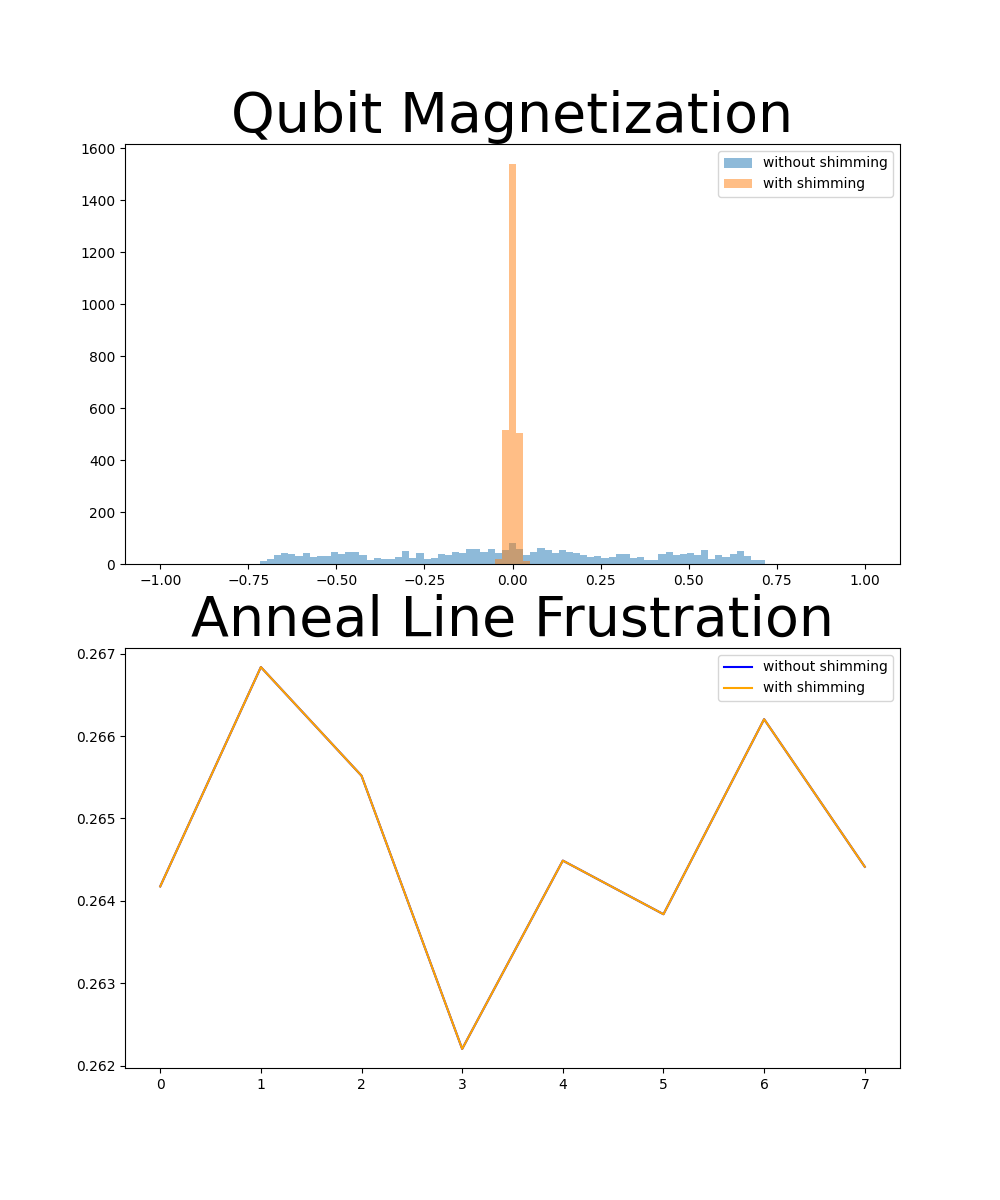 Qubit Magnetization
1600
1400
1200
1000
800
600
400
200
0
without shimming
with shimming
−1.00 −0.75 −0.50 −0.25 0.00 0.25 0.50 0.75 1.00
Anneal Line Frustration
0.267
0.266
0.265
0.264
0.263
0.262
without shimming
with shimming
0 1 2 3 4 5 6 7